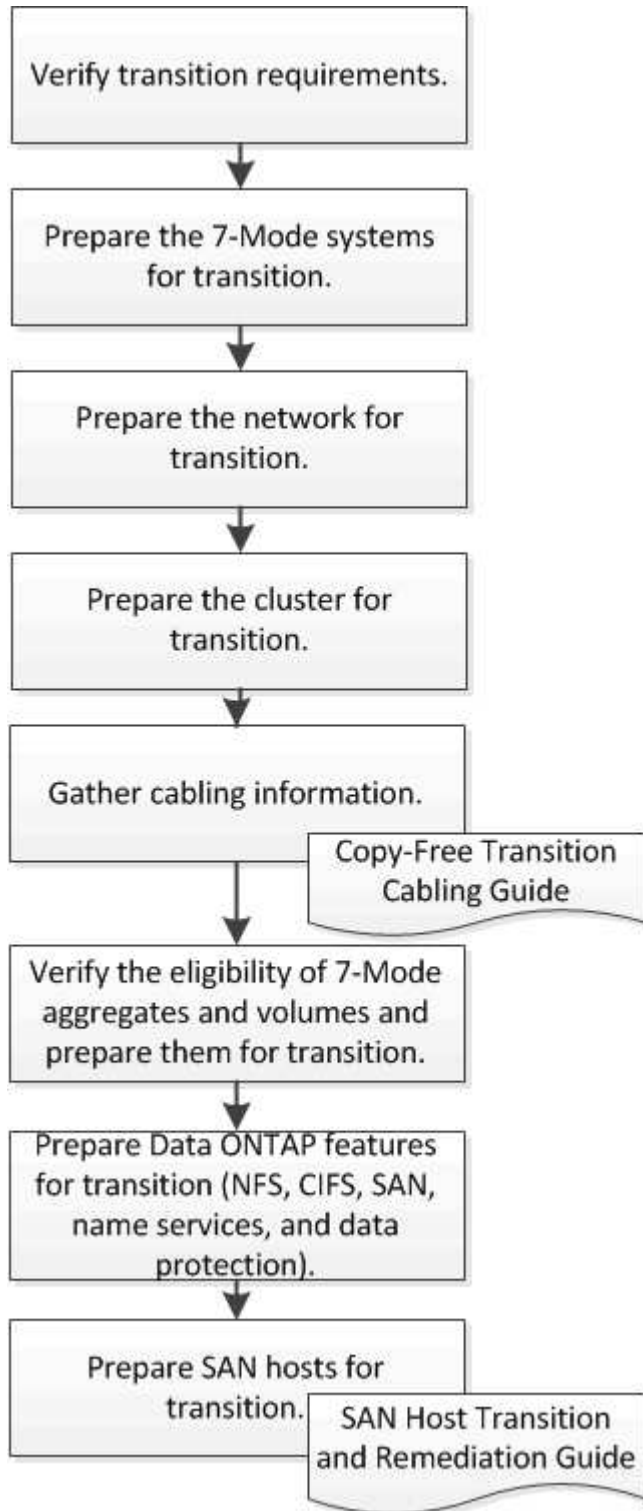 Verify transition requirements.
Prepare the 7-Mode systems
for transition.
Prepare the network for
transition.
Prepare the cluster for
transition.
Gather cabling information.
Copy-Free Transition
Cabling Guide
Verify the eligibility of 7-Mode
aggregates and volumes and
prepare them for transition.
Prepare Data ONTAP features
for transition (NFS, CIFS, SAN,
name services, and data
protection).
Prepare SAN hosts for
transition.
SAN Host Transition
and Remediation Guide